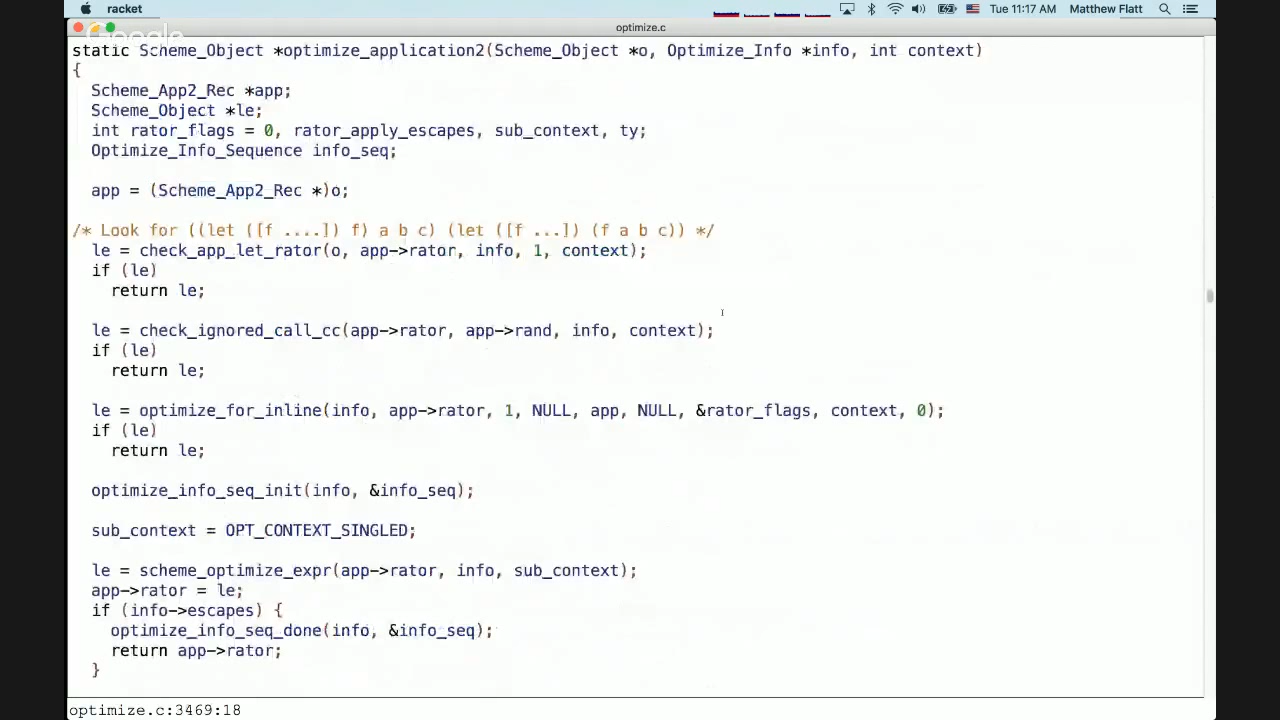 racket Tue 11:17 AM Matthew Flatt
optimize.c
Google
static Scheme_Object *optimize_application2(Scheme_Object *o, Optimize_Info *info, int context)
{
Scheme_App2_Rec *app;
Scheme_Object *le;
int rator_flags = 0, rator_apply_escapes, sub_context, ty;
Optimize_Info_Sequence info_seq;
app = (Scheme_App2_Rec *)o;
/* Look for ((let ([f ....]) f) a b c) (let ([f ...]) (f a b c)) */
le = check_app_let_rator(o, app->rator, info, 1, context);
if (le)
return le;
le = check_ignored_call_cc(app->rator, app->rand, info, context);
if (le)
return le;
le = optimize_for_inline(info, app->rator, 1, NULL, app, NULL, &rator_flags, context, 0);
if (le)
return le;
optimize_info_seq_init(info, &info_seq);
sub_context = OPT_CONTEXT_SINGLED;
le = scheme_optimize_expr(app->rator, info, sub_context);
app->rator = le;
if (info->escapes) {
optimize_info_seq_done(info, &info_seq);
return app->rator;
}
optimize.c:3469:18